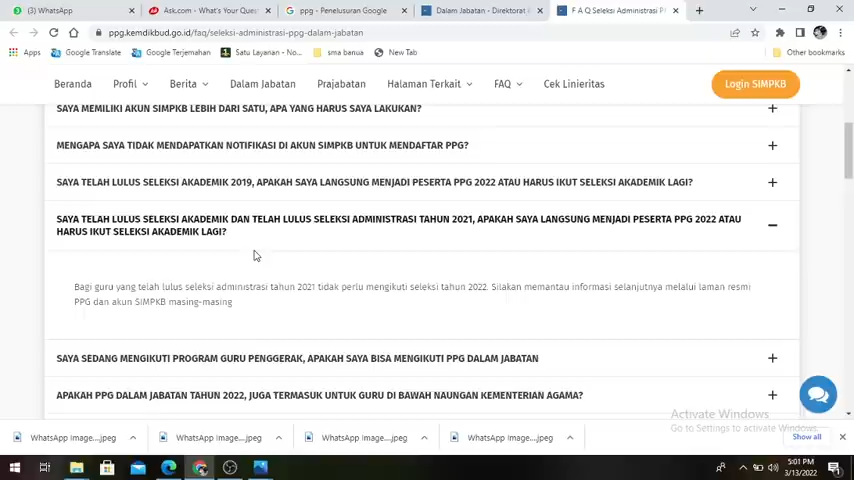 (3) WhatsApp
Ask.com - What's Your Ques
ppg - Penelusuran Google
Dalam Jabatan - Direktorat
F A Q Seleksi Administrasi P
ppg.kemdikbud.go.id/faq/seleksi-administrasi-ppg-dalam-jabatan
Apps
Google Translate
Google Terjemahan
Satu Layanan - No...
sma banua
New Tab
Other bookmarks
Beranda
Profil
Berita
Dalam Jabatan
Prajabatan
Halaman Terkait
FAQ
Cek Linieritas
Login SIMPKB
SAYA MEMILIKI AKUN SIMPKB LEBIH DARI SATU, APA YANG HARUS SAYA LAKUKAN?
MENGAPA SAYA TIDAK MENDAPATKAN NOTIFIKASI DI AKUN SIMPKB UNTUK MENDAFTAR PPG?
SAYA TELAH LULUS SELEKSI AKADEMIK 2019, APAKAH SAYA LANGSUNG MENJADI PESERTA PPG 2022 ATAU HARUS IKUT SELEKSI AKADEMIK LAGI?
SAYA TELAH LULUS SELEKSI AKADEMIK DAN TELAH LULUS SELEKSI ADMINISTRASI TAHUN 2021, APAKAH SAYA LANGSUNG MENJADI PESERTA PPG 2022 ATAU
HARUS IKUT SELEKSI AKADEMIK LAGI?
Bagi guru yang telah lulus seleksi administrasi tahun 2021 tidak perlu mengikuti seleksi tahun 2022. Silakan memantau informasi selanjutnya melalui laman resmi
PPG dan akun SIMPKB masing-masing
SAYA SEDANG MENGIKUTI PROGRAM GURU PENGGERAK, APAKAH SAYA BISA MENGIKUTI PPG DALAM JABATAN
APAKAH PPG DALAM JABATAN TAHUN 2022, JUGA TERMASUK UNTUK GURU DI BAWAH NAUNGAN KEMENTERIAN AGAMA?
Activate Windows
Go to Settings to activate Windows.
WhatsApp Image....jpeg
WhatsApp Image....jpeg
WhatsApp Image....jpeg
WhatsApp Image....jpeg
Show all
5:01 PM
3/13/2022